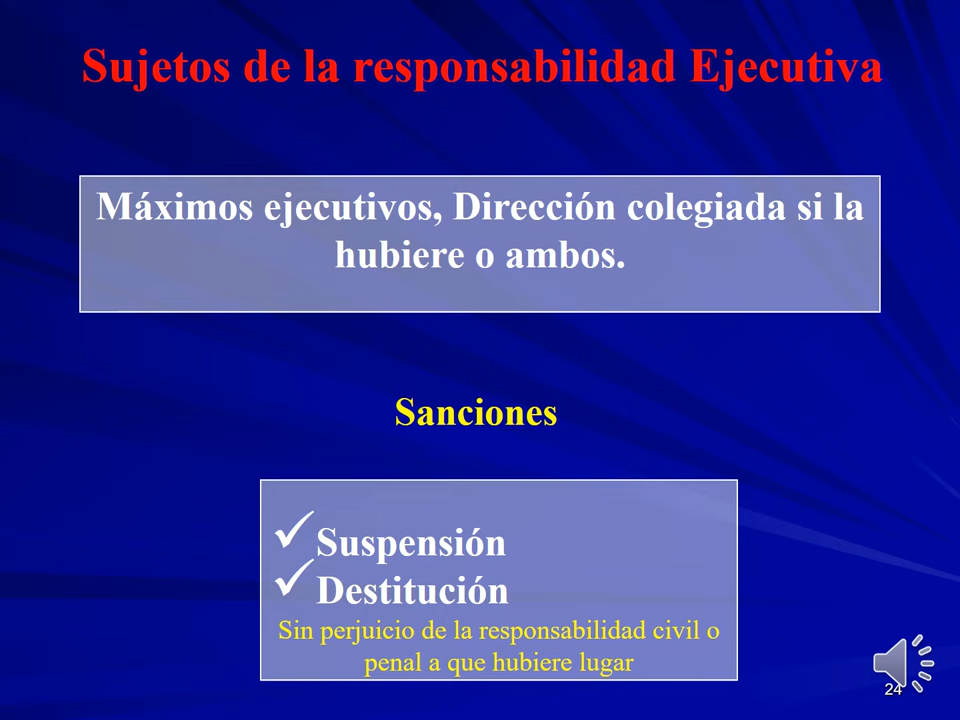 Sujetos de la responsabilidad Ejecutiva
Máximos ejecutivos, Dirección colegiada si la
hubiere o ambos.
Sanciones
✓Suspensión
✓Destitución
Sin perjuicio de la responsabilidad civil o
penal a que hubiere lugar
24